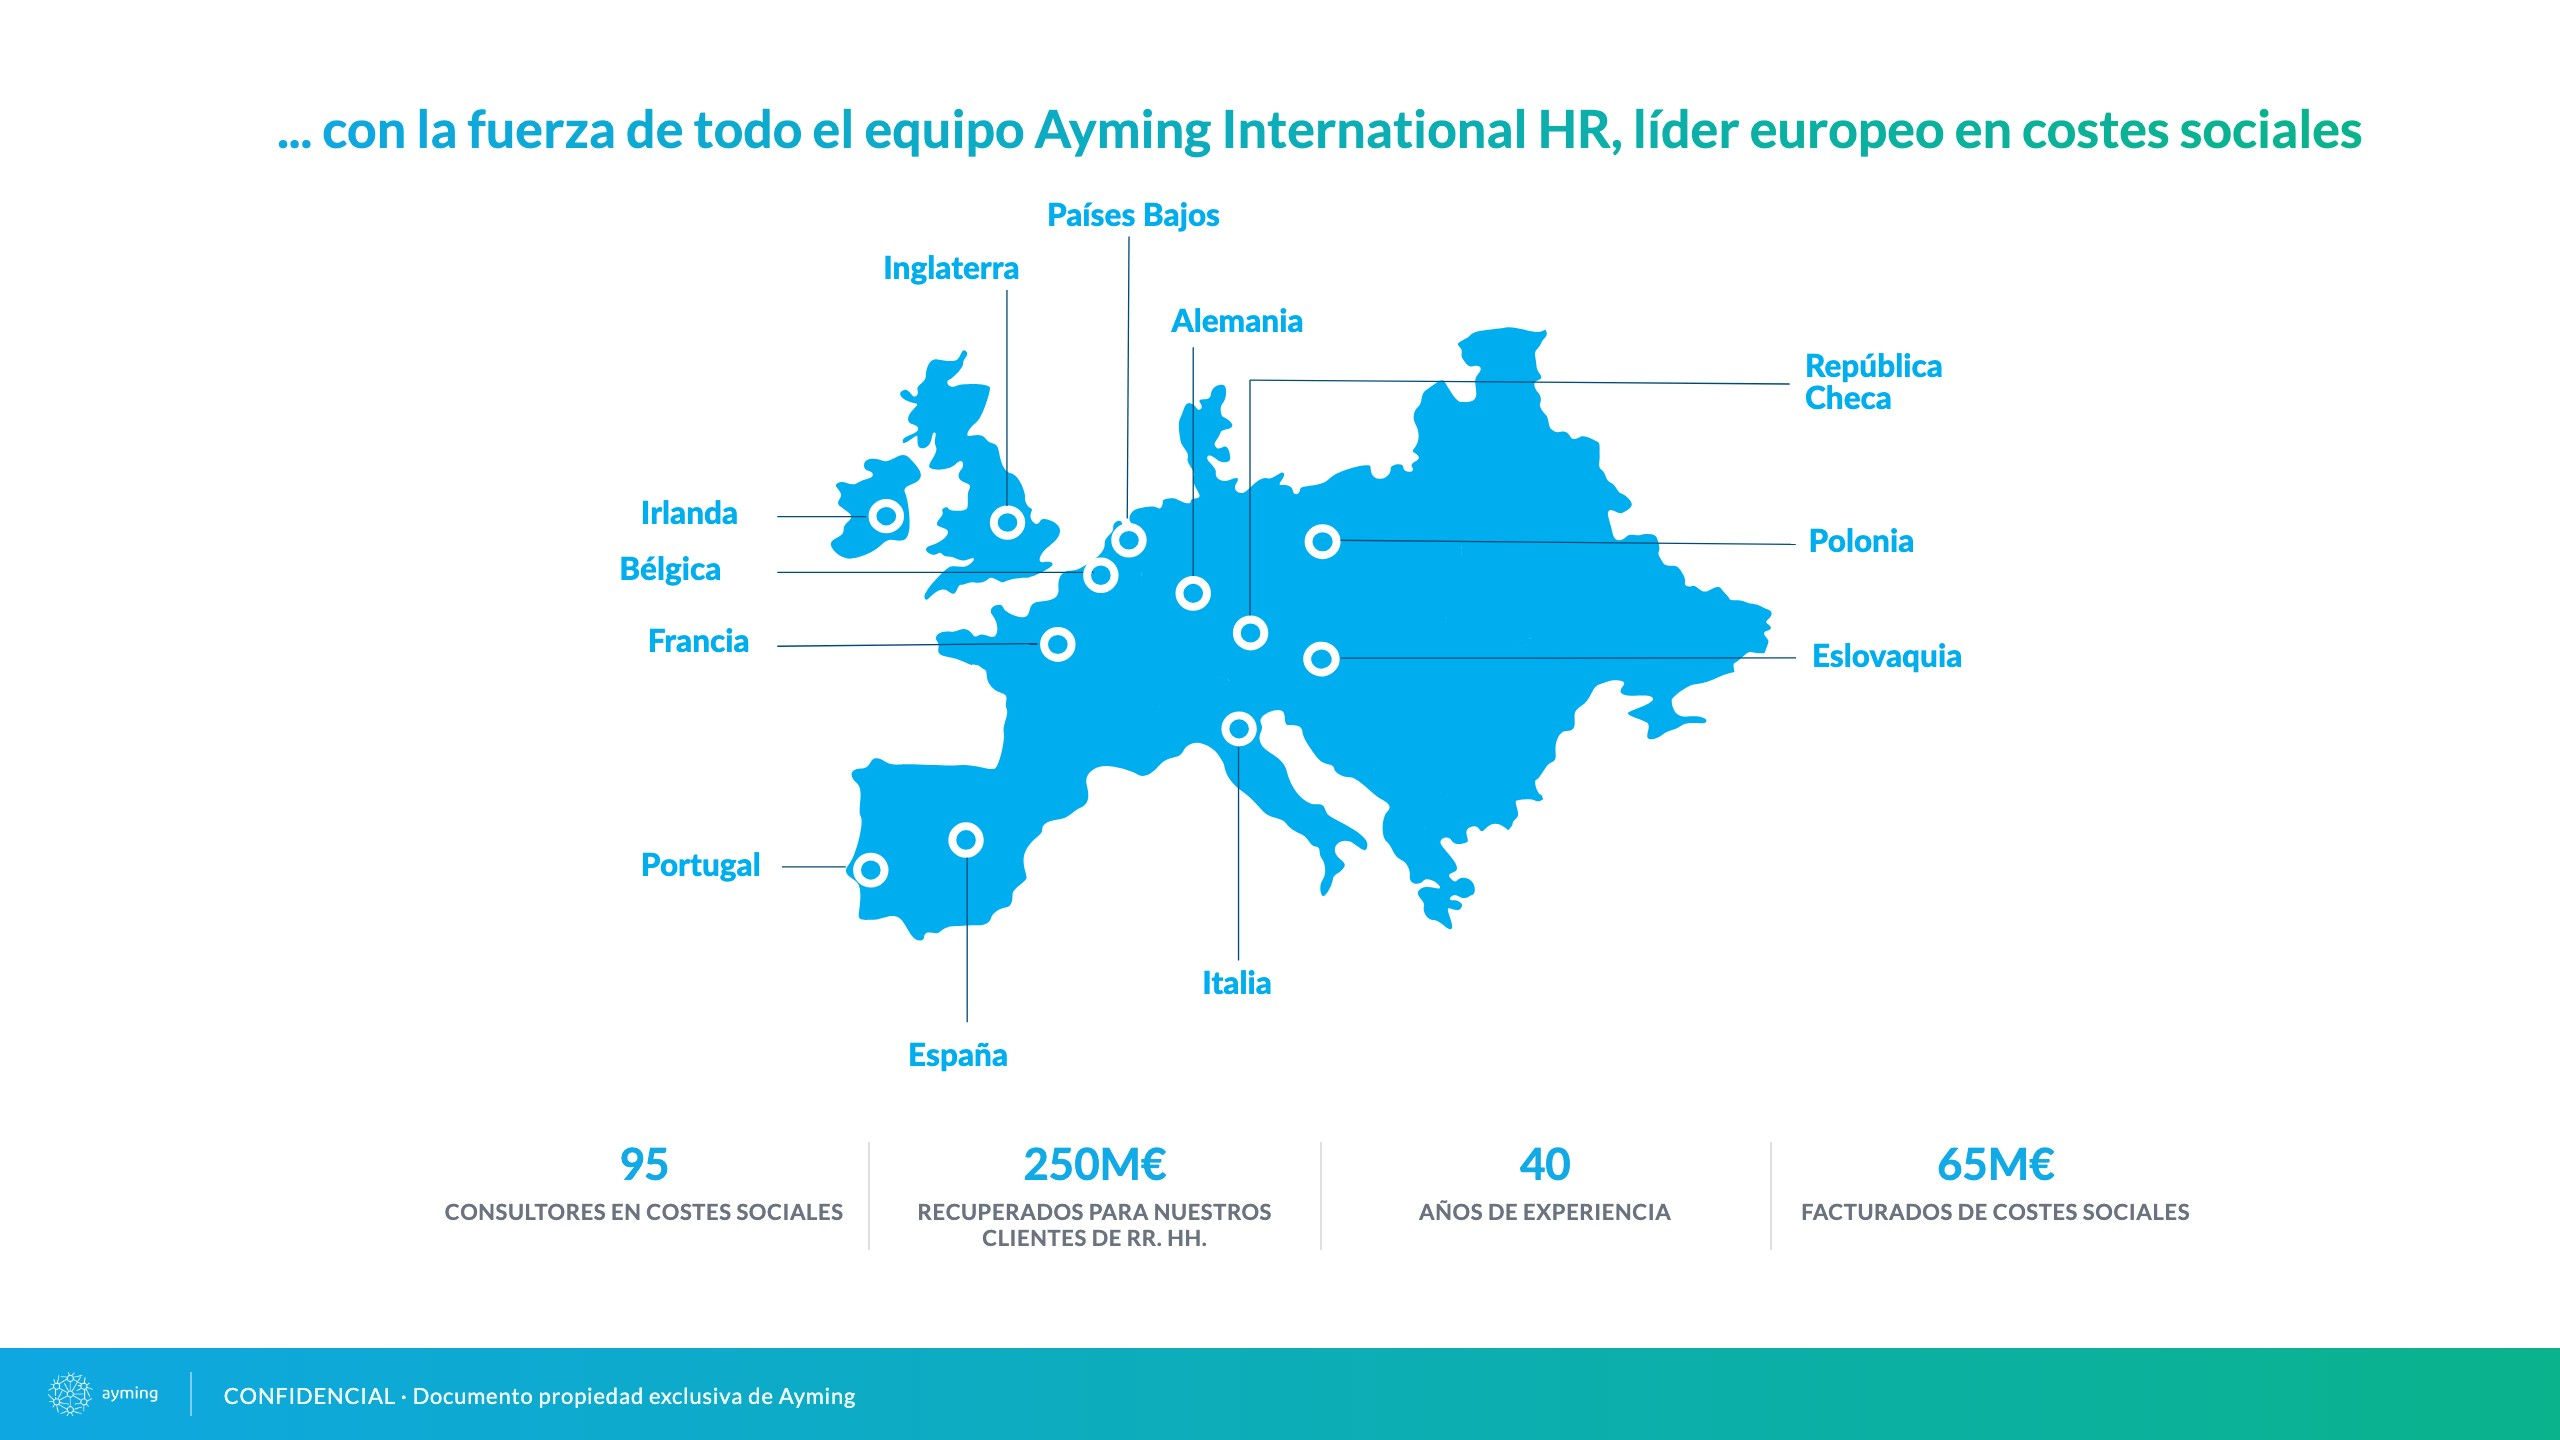 ... con la fuerza de todo el equipo Ayming International HR, líder europeo en costes sociales
Países Bajos
Inglaterra
Alemania
República
Checa
Irlanda
Polonia
Bélgica
Francia
Eslovaquia
Portugal
Italia
España
95
CONSULTORES EN COSTES SOCIALES
250M€
RECUPERADOS PARA NUESTROS
CLIENTES DE RR. HH.
40
AÑOS DE EXPERIENCIA
65M€
FACTURADOS DE COSTES SOCIALES
ayming
CONFIDENCIAL · Documento propiedad exclusiva de Ayming